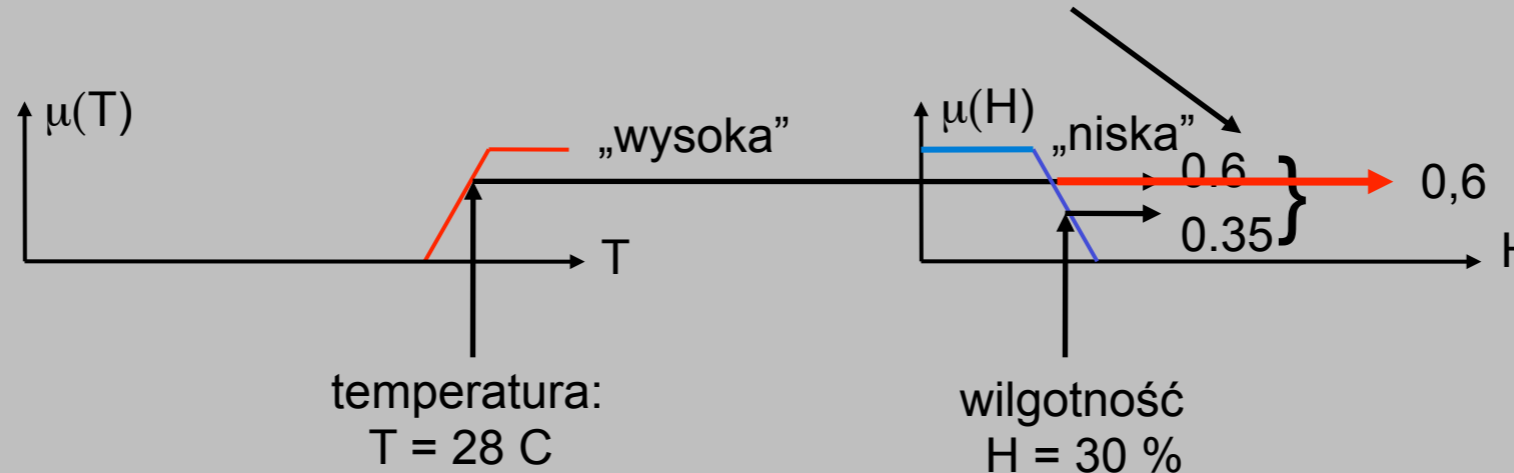 μ(T)
„wysoka”
T
μ(H)
„niska”
0.6
0.35
}
0,6
H
temperatura:
T = 28 C
wilgotność
H = 30 %